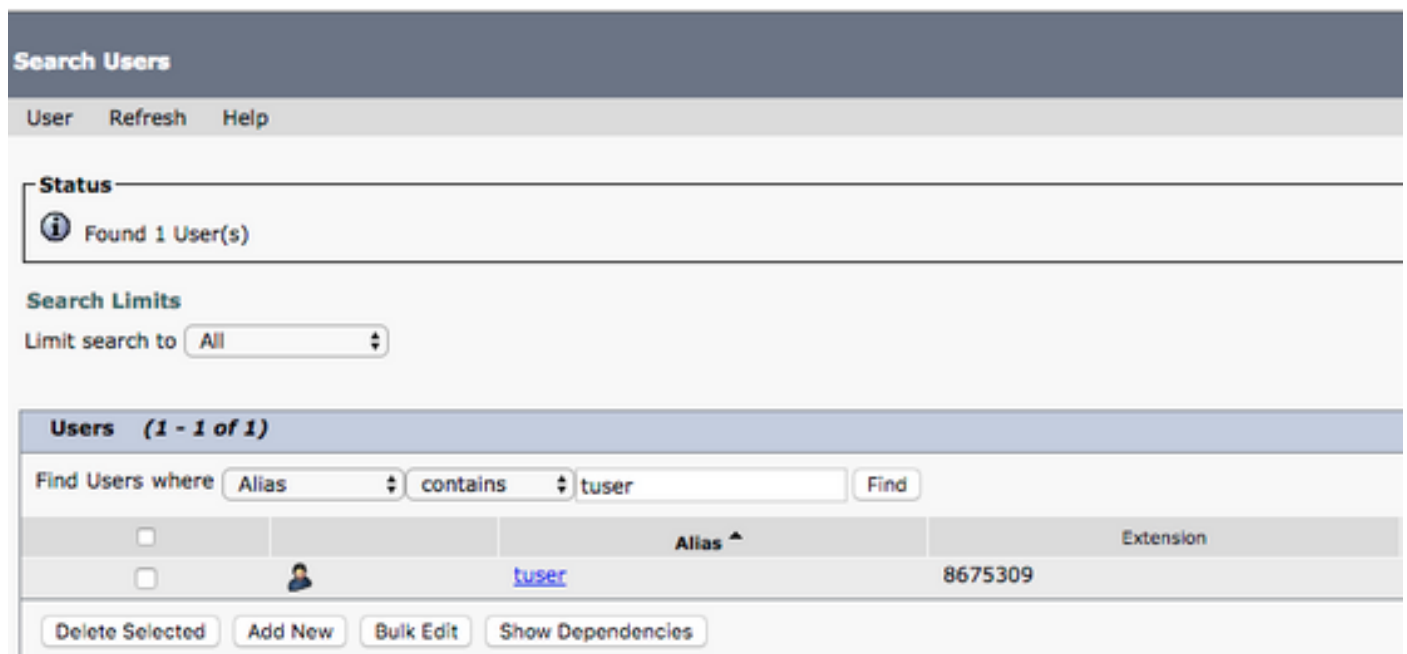 Search Users
User Refresh Help
Status
Found 1 User(s)
Search Limits
Limit search to All
Users (1 - 1 of 1)
Find Users where Alias contains tuser Find
Alias Extension
tuser 8675309
Delete Selected Add New Bulk Edit Show Dependencies